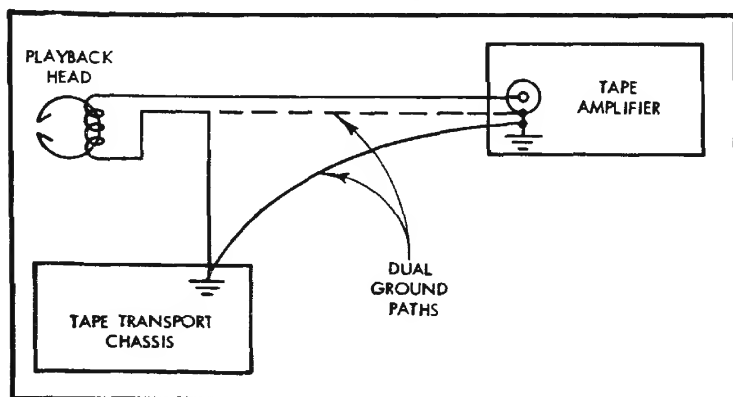 PLAYBACK
HEAD
TAPE
AMPLIFIER
DUAL
GROUND
PATHS
TAPE TRANSPORT
CHASSIS